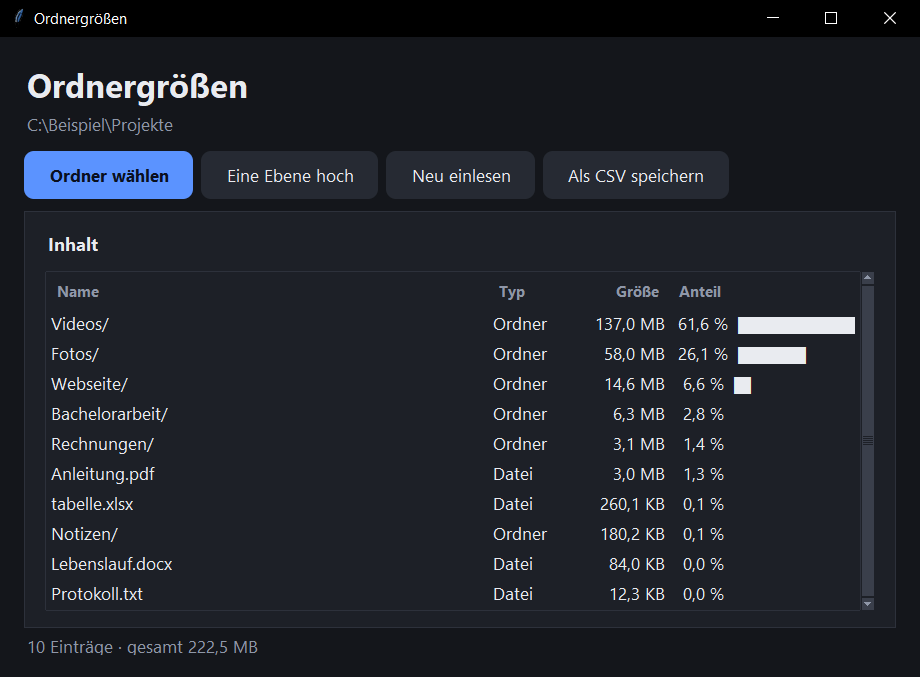 Ordnergrößen
Ordnergrößen
C:\Beispiel\Projekte
Ordner wählen Eine Ebene hoch Neu einlesen Als CSV speichern
Inhalt
Name Typ Größe Anteil
Videos/ Ordner 137,0 MB 61,6 %
Fotos/ Ordner 58,0 MB 26,1 %
Webseite/ Ordner 14,6 MB 6,6 %
Bachelorarbeit/ Ordner 6,3 MB 2,8 %
Rechnungen/ Ordner 3,1 MB 1,4 %
Anleitung.pdf Datei 3,0 MB 1,3 %
tabelle.xlsx Datei 260,1 KB 0,1 %
Notizen/ Ordner 180,2 KB 0,1 %
Lebenslauf.docx Datei 84,0 KB 0,0 %
Protokoll.txt Datei 12,3 KB 0,0 %
10 Einträge · gesamt 222,5 MB